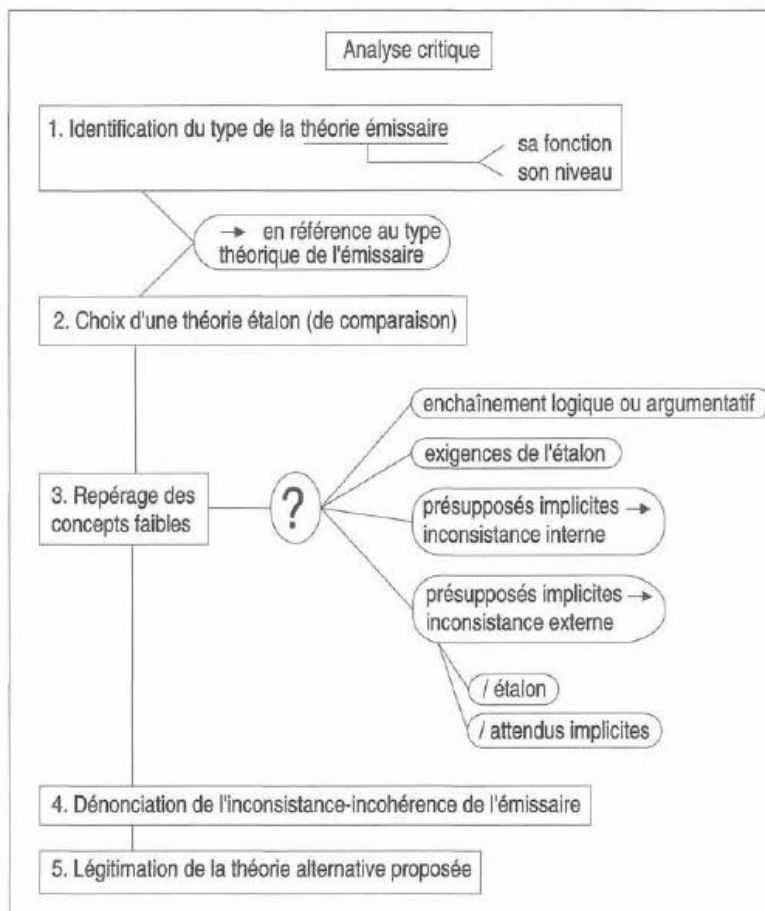 Analyse critique
1. Identification du type de la théorie émissaire
sa fonction
son niveau
→ en référence au type
théorique de l'émissaire
2. Choix d'une théorie étalon (de comparaison)
enchaînement logique ou argumentatif
exigences de l'étalon
3. Repérage des
concepts faibles
?
présupposés implicites →
inconsistance interne
présupposés implicites →
inconsistance externe
/ étalon
/ attendus implicites
4. Dénonciation de l'inconsistance-incohérence de l'émissaire
5. Légitimation de la théorie alternative proposée